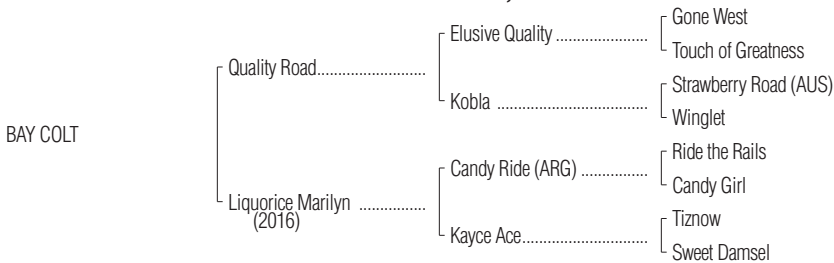 Gone West
Elusive Quality ......................
Touch of Greatness
Quality Road..........................
Strawberry Road (AUS)
Kobla ....................................
Winglet
BAY COLT
Ride the Rails
Candy Ride (ARG) ................
Candy Girl
Liquorice Marilyn ................
(2016)
Tiznow
Kayce Ace..............................
Sweet Damsel